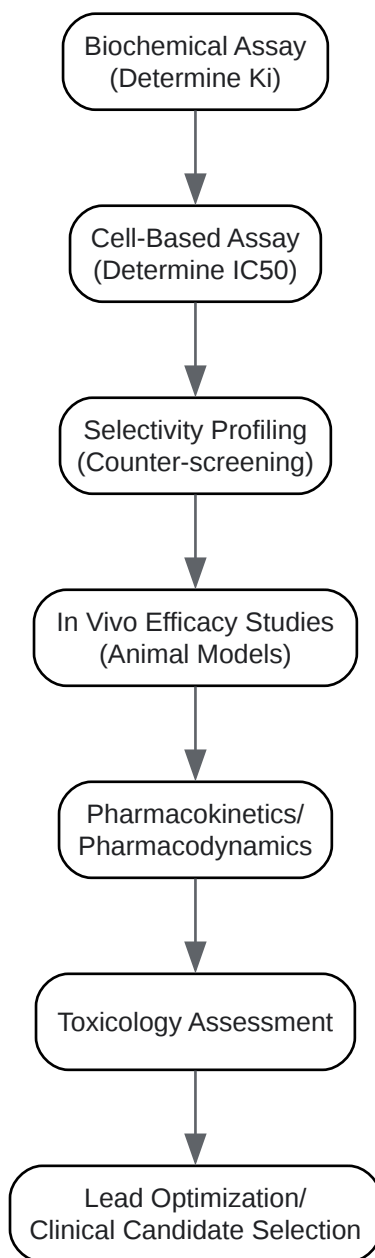 Biochemical Assay
(Determine Ki)
Cell-Based Assay
(Determine IC50)
Selectivity Profiling
(Counter-screening)
In Vivo Efficacy Studies
(Animal Models)
Pharmacokinetics/
Pharmacodynamics
Toxicology Assessment
Lead Optimization/
Clinical Candidate Selection